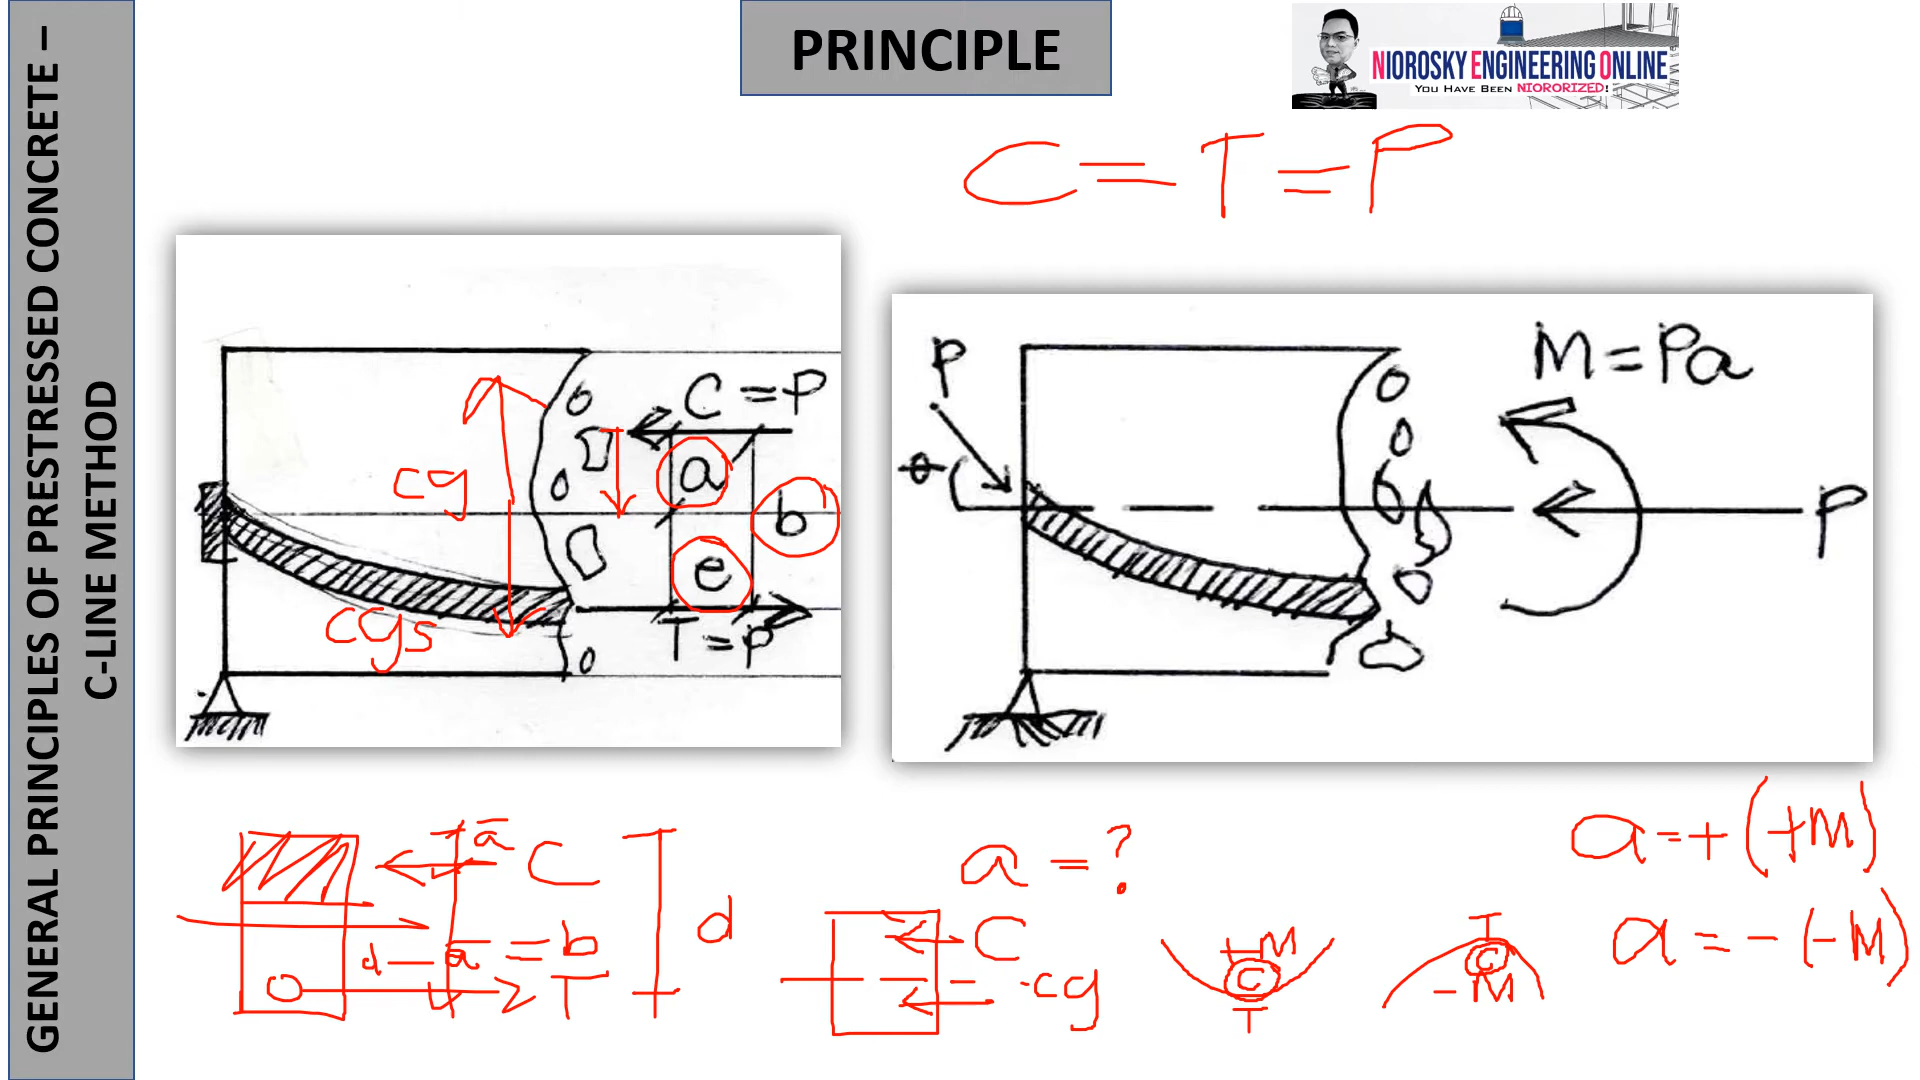 GENERAL PRINCIPLES OF PRESTRESSED CONCRETE –
C-LINE METHOD
PRINCIPLE
NIOROSKY ENGINEERING ONLINE
YOU HAVE BEEN NIORORIZED!
C = T = P
C = P
a
b
e
T = P
cg
cgs
P
θ
M = Pa
P
a
C
d
d - a = b
T
a = ?
C
cg
+M
C
T
T
C
-M
a = + (+M)
a = - (-M)